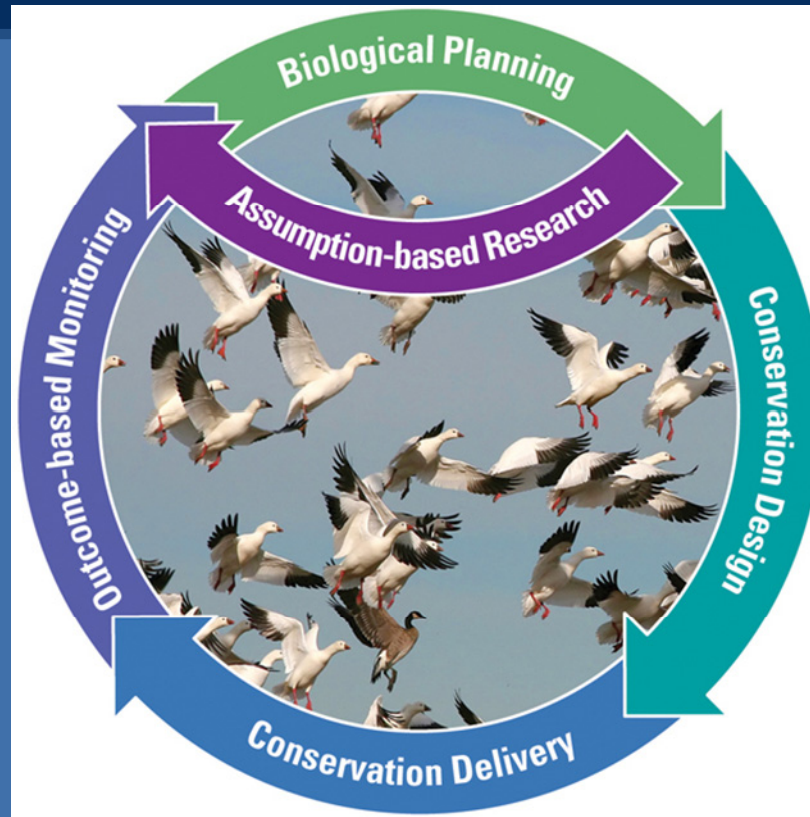 Biological Planning
Assumption-based Research
Conservation Design
Conservation Delivery
Outcome-based Monitoring